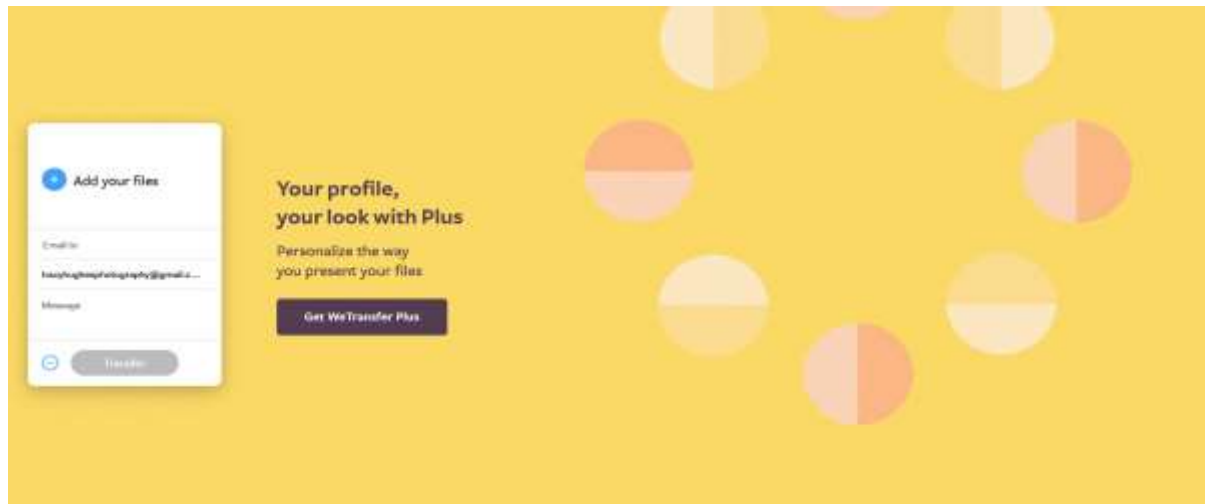 Add your files
Email to
Message
Transfer
Your profile,
your look with Plus
Personalize the way
you present your files
Get WeTransfer Plus